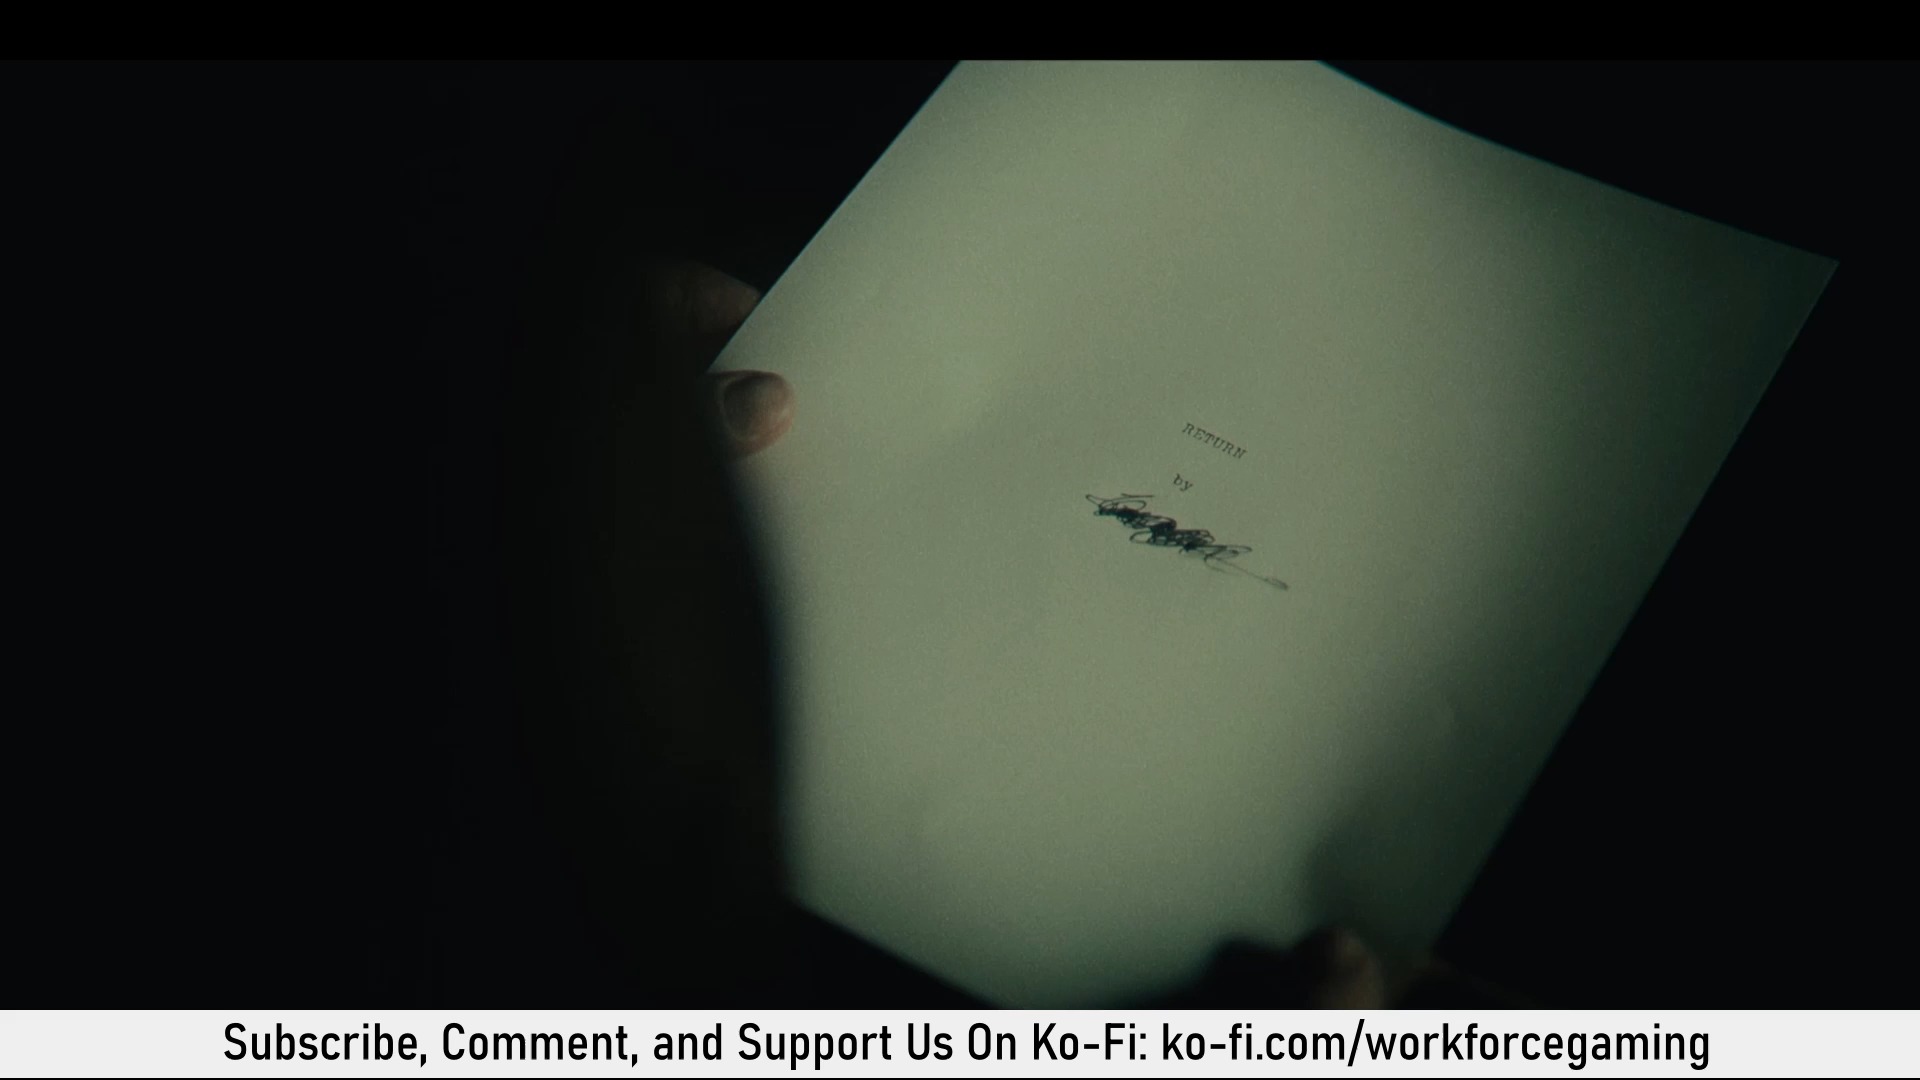 RETURN
by
Subscribe, Comment, and Support Us On Ko-Fi: ko-fi.com/workforcegaming